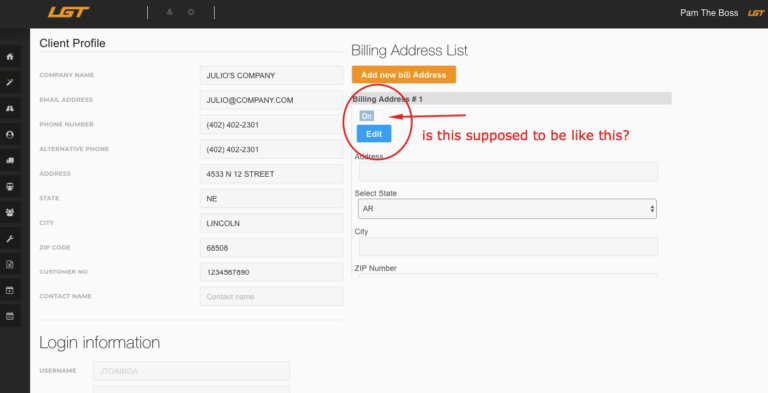 LGT
Pam The Boss
LGT
Client Profile
COMPANY NAME
JULIO'S COMPANY
EMAIL ADDRESS
JULIO@COMPANY.COM
PHONE NUMBER
(402) 402-2301
ALTERNATIVE PHONE
(402) 402-2301
ADDRESS
4533 N 12 STREET
STATE
NE
CITY
LINCOLN
ZIP CODE
68508
CUSTOMER NO
1234567890
CONTACT NAME
Contact name
Login information
USERNAME
JTOAINGA
Billing Address List
Add new bill Address
Billing Address # 1
On
Edit
is this supposed to be like this?
Address
Select State
AR
City
ZIP Number